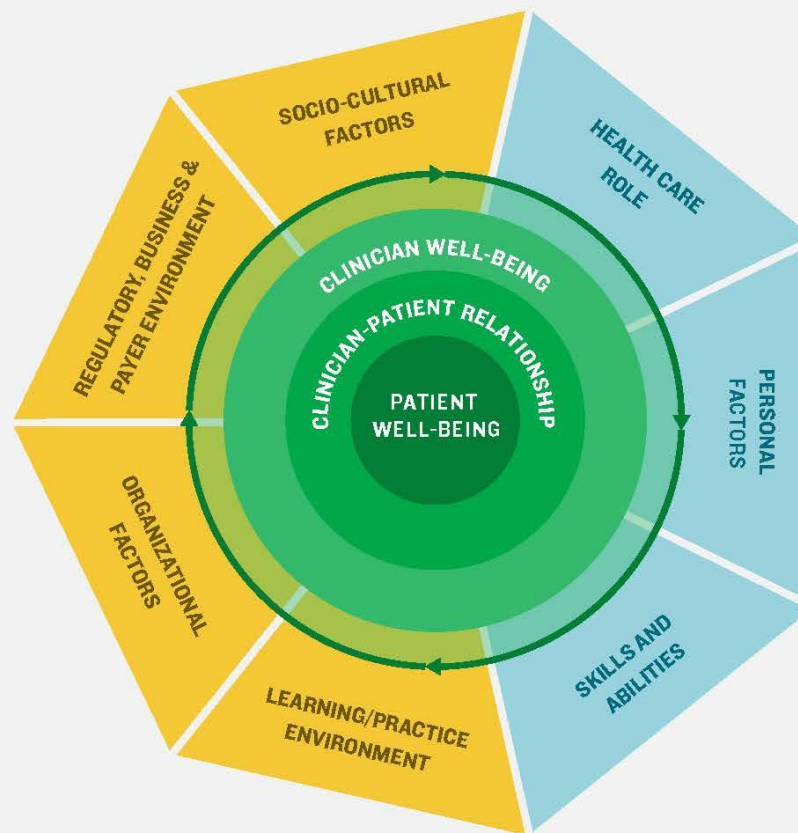 SOCIO-CULTURAL
FACTORS
HEALTH CARE
ROLE
REGULATORY, BUSINESS &
PAYER ENVIRONMENT
CLINICIAN WELL-BEING
CLINICIAN-PATIENT RELATIONSHIP
PATIENT
WELL-BEING
PERSONAL
FACTORS
ORGANIZATIONAL
FACTORS
SKILLS AND
ABILITIES
LEARNING/PRACTICE
ENVIRONMENT